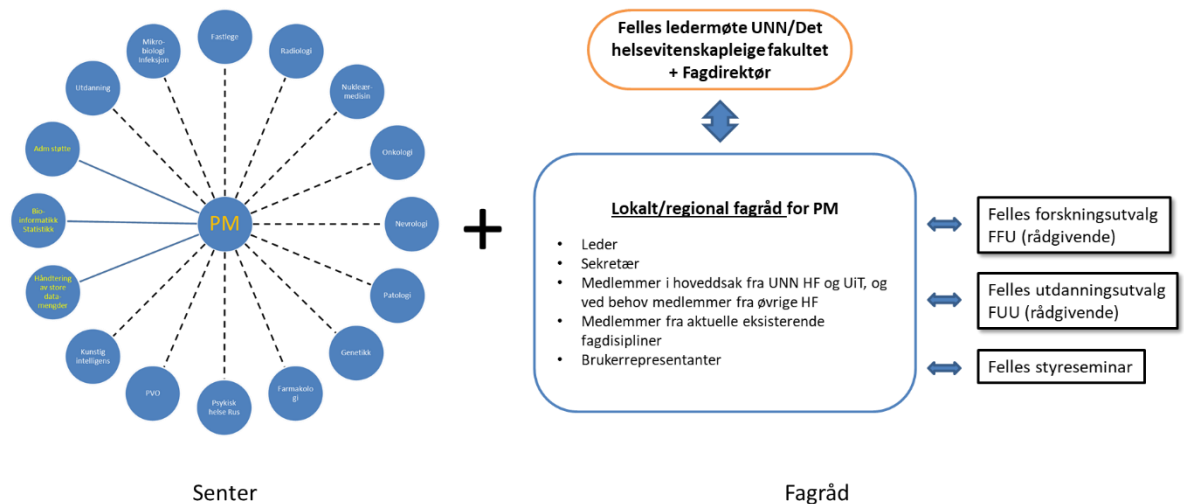 Fastlege
Radiologi
Nukleær-
medisin
Onkologi
Nevrologi
Patologi
Genetikk
Farmakolo
gi
Psykisk
helse Rus
PVO
Kunstig
intelligens
Håndtering
av store
data-
mengder
Bio-
informatikk
Statistikk
Adm støtte
Utdanning
Mikro-
biologi
Infeksjon
PM
Senter
+
Felles ledermøte UNN/Det
helsevitenskapleige fakultet
+ Fagdirektør
Lokalt/regional fagråd for PM
• Leder
• Sekretær
• Medlemmer i hoveddsak fra UNN HF og UiT, og
ved behov medlemmer fra øvrige HF
• Medlemmer fra aktuelle eksisterende
fagdisipliner
• Brukerrepresentanter
Felles forskningsutvalg
FFU (rådgivende)
Felles utdanningsutvalg
FUU (rådgivende)
Felles styreseminar
Fagråd